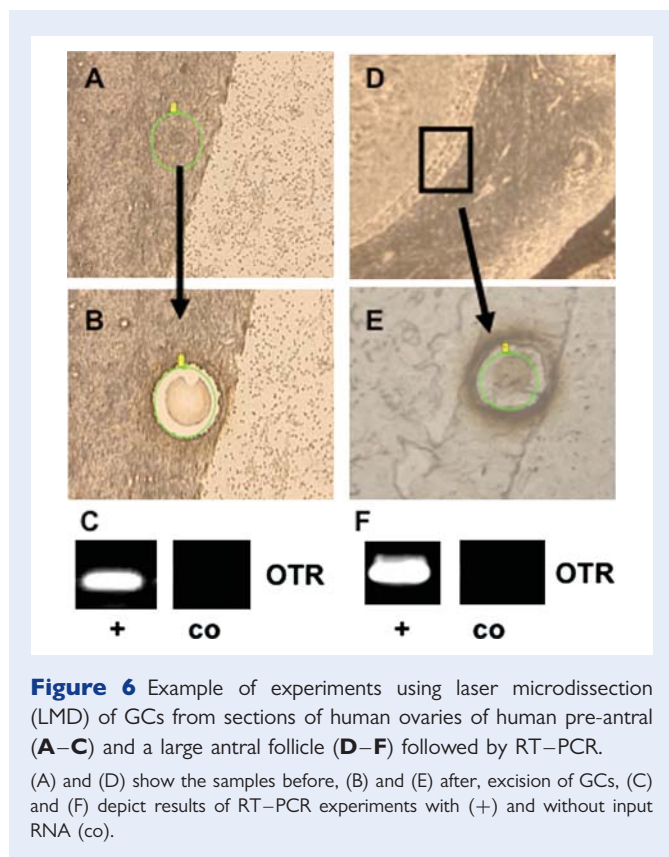 A
D
B
E
C
F
OTR
OTR
+
co
+
co
Figure 6 Example of experiments using laser microdissection
(LMD) of GCs from sections of human ovaries of human pre-antral
(A–C) and a large antral follicle (D–F) followed by RT–PCR.
(A) and (D) show the samples before, (B) and (E) after, excision of GCs, (C)
and (F) depict results of RT–PCR experiments with (+) and without input
RNA (co).